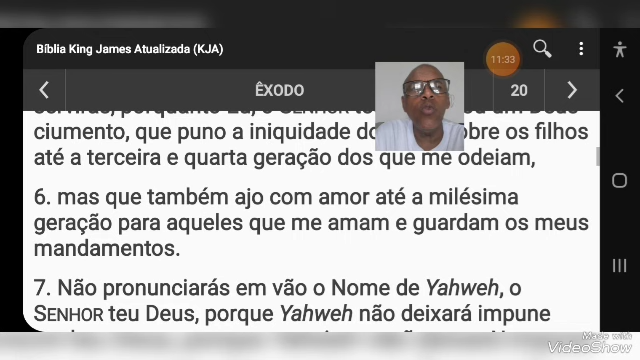 Bíblia King James Atualizada (KJA)
11:33
ÊXODO
20
ciumento, que puno a iniquidade do obre os filhos
até a terceira e quarta geração dos que me odeiam,
6. mas que também ajo com amor até a milésima
geração para aqueles que me amam e guardam os meus
mandamentos.
7. Não pronunciarás em vão o Nome de Yahweh, o
SENHOR teu Deus, porque Yahweh não deixará impune
Made with
VideoShow